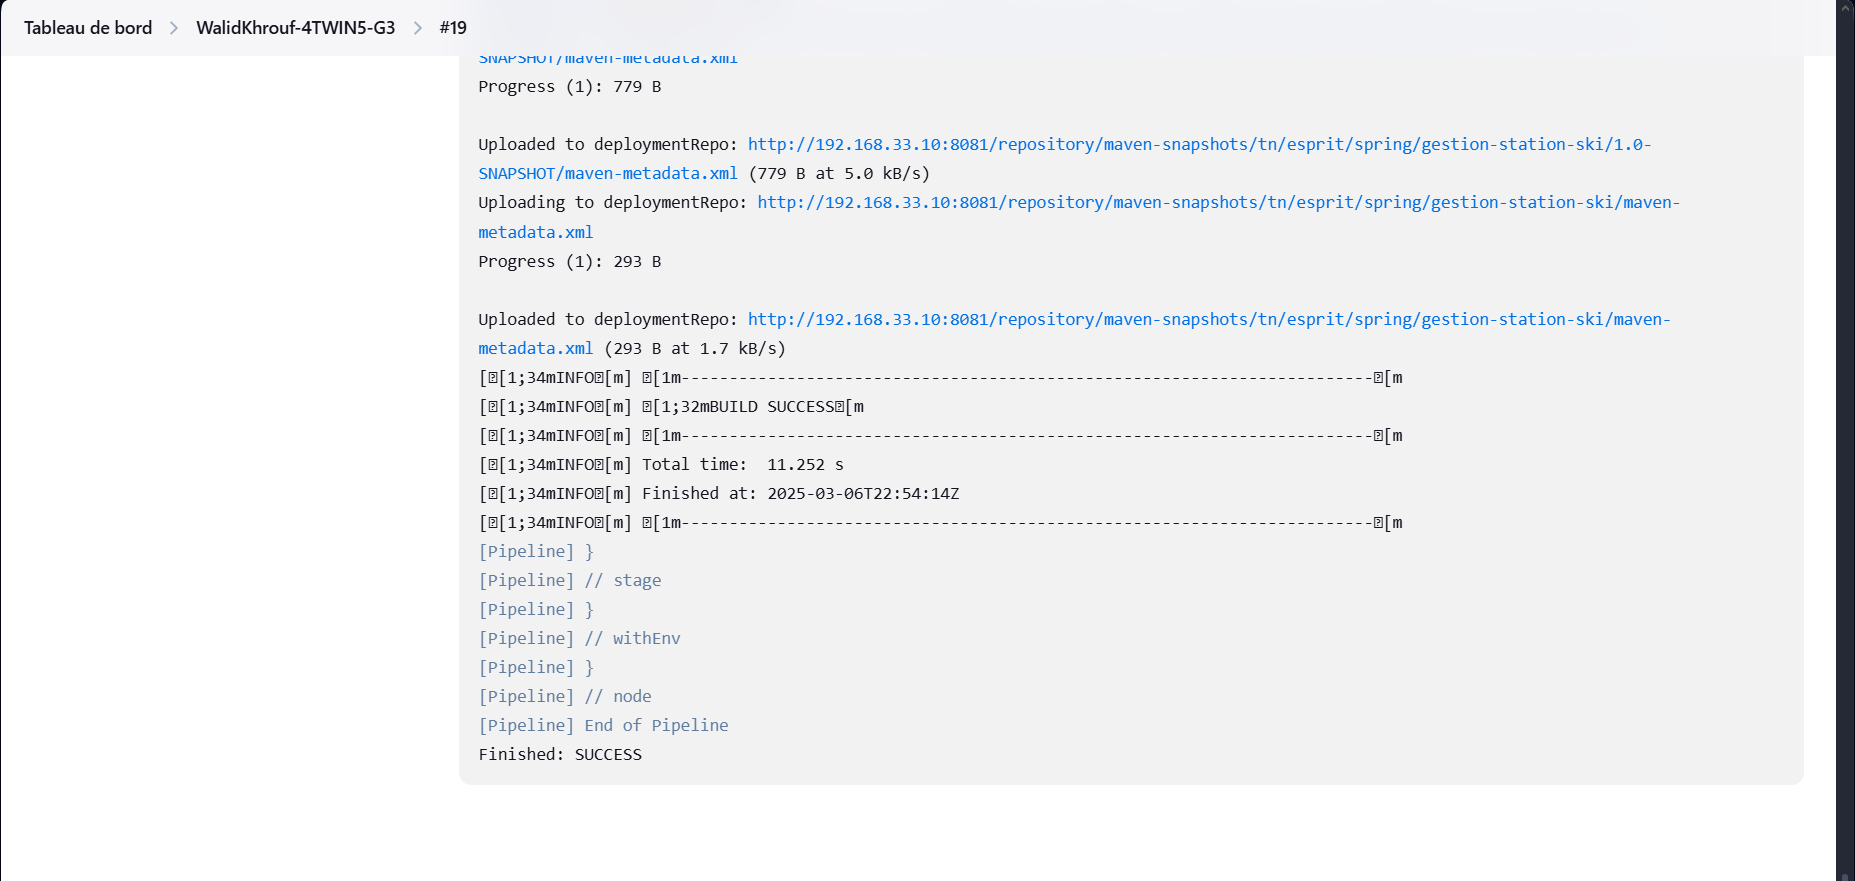 Tableau de bord > WalidKhrouf-4TWIN5-G3 > #19
SNAPSHOT/maven-metadata.xml
Progress (1): 779 B
Uploaded to deploymentRepo: http://192.168.33.10:8081/repository/maven-snapshots/tn/esprit/spring/gestion-station-ski/1.0-
SNAPSHOT/maven-metadata.xml (779 B at 5.0 kB/s)
Uploading to deploymentRepo: http://192.168.33.10:8081/repository/maven-snapshots/tn/esprit/spring/gestion-station-ski/maven-
metadata.xml
Progress (1): 293 B
Uploaded to deploymentRepo: http://192.168.33.10:8081/repository/maven-snapshots/tn/esprit/spring/gestion-station-ski/maven-
metadata.xml (293 B at 1.7 kB/s)
[␛[1;34mINFO␛[m] ␛[1m------------------------------------------------------------------------␛[m
[␛[1;34mINFO␛[m] ␛[1;32mBUILD SUCCESS␛[m
[␛[1;34mINFO␛[m] ␛[1m------------------------------------------------------------------------␛[m
[␛[1;34mINFO␛[m] Total time:  11.252 s
[␛[1;34mINFO␛[m] Finished at: 2025-03-06T22:54:14Z
[␛[1;34mINFO␛[m] ␛[1m------------------------------------------------------------------------␛[m
[Pipeline] }
[Pipeline] // stage
[Pipeline] }
[Pipeline] // withEnv
[Pipeline] }
[Pipeline] // node
[Pipeline] End of Pipeline
Finished: SUCCESS